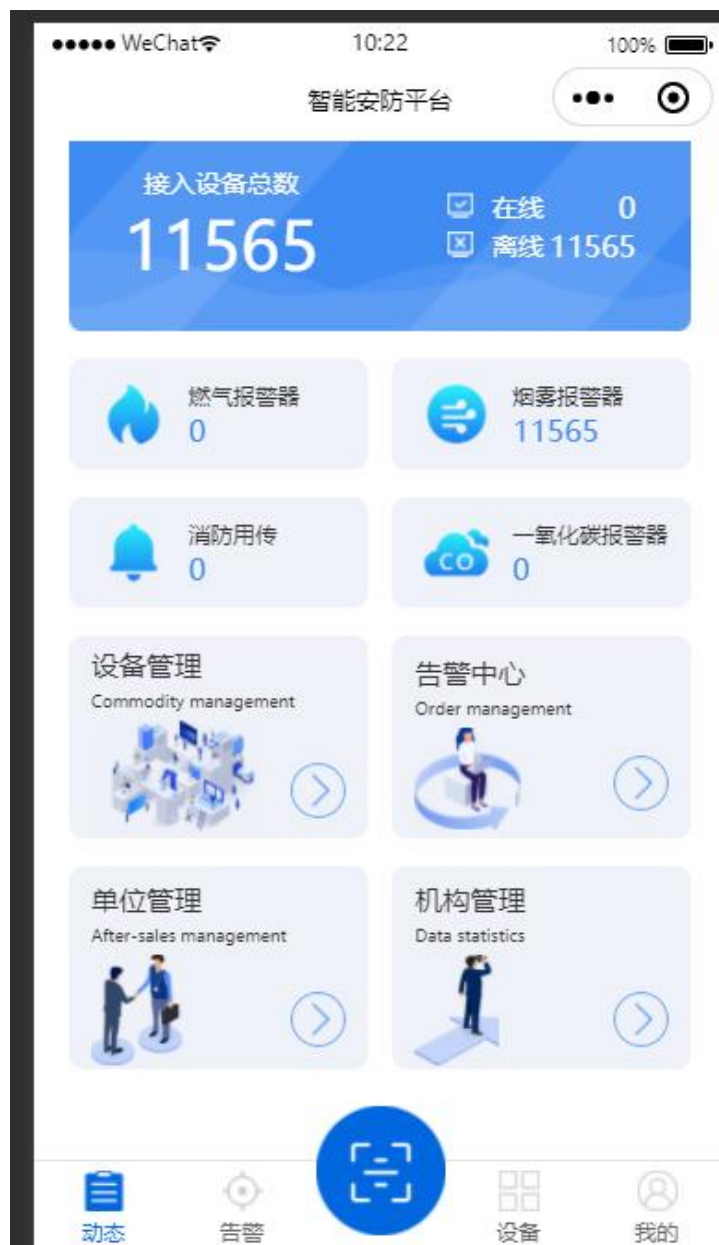 WeChat 10:22 100%
智能安防平台
接入设备总数
11565
在线 0
离线 11565
燃气报警器
0
烟雾报警器
11565
消防用传
0
一氧化碳报警器
CO
0
设备管理
Commodity management
告警中心
Order management
单位管理
After-sales management
机构管理
Data statistics
动态 告警 设备 我的